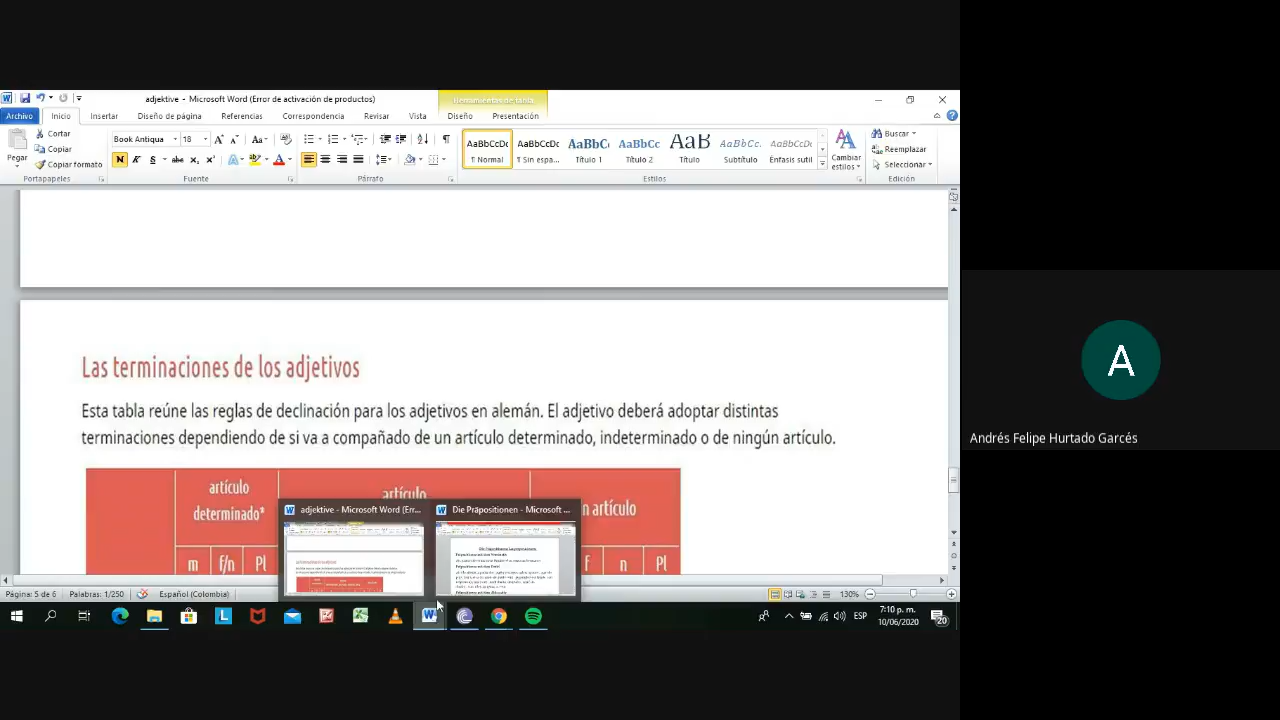 adjektive - Microsoft Word (Error de activación de productos)
Herramientas de tabla
Archivo Inicio Insertar Diseño de página Referencias Correspondencia Revisar Vista Diseño Presentación
Pegar
Cortar
Copiar
Copiar formato
Portapapeles
Book Antiqua 18
N K S abc x₂ x² A
Fuente
Párrafo
AaBbCcDc AaBbCcDc AaBbC AaBbCc AaB AaBbCc. AaBbCcDc
¶ Normal ¶ Sin espa... Título 1 Título 2 Título Subtítulo Énfasis sutil
Cambiar estilos
Estilos
Buscar
Reemplazar
Seleccionar
Edición
Las terminaciones de los adjetivos
Esta tabla reúne las reglas de declinación para los adjetivos en alemán. El adjetivo deberá adoptar distintas
terminaciones dependiendo de si va a compañado de un artículo determinado, indeterminado o de ningún artículo.
artículo
determinado*
artículo
n artículo
m f/n Pl f n Pl
adjektive - Microsoft Word (Err...
Die Präpositionen - Microsoft ...
Página: 5 de 6 Palabras: 1/250 Español (Colombia) 130%
ESP
7:10 p. m.
10/06/2020
20
A
Andrés Felipe Hurtado Garcés